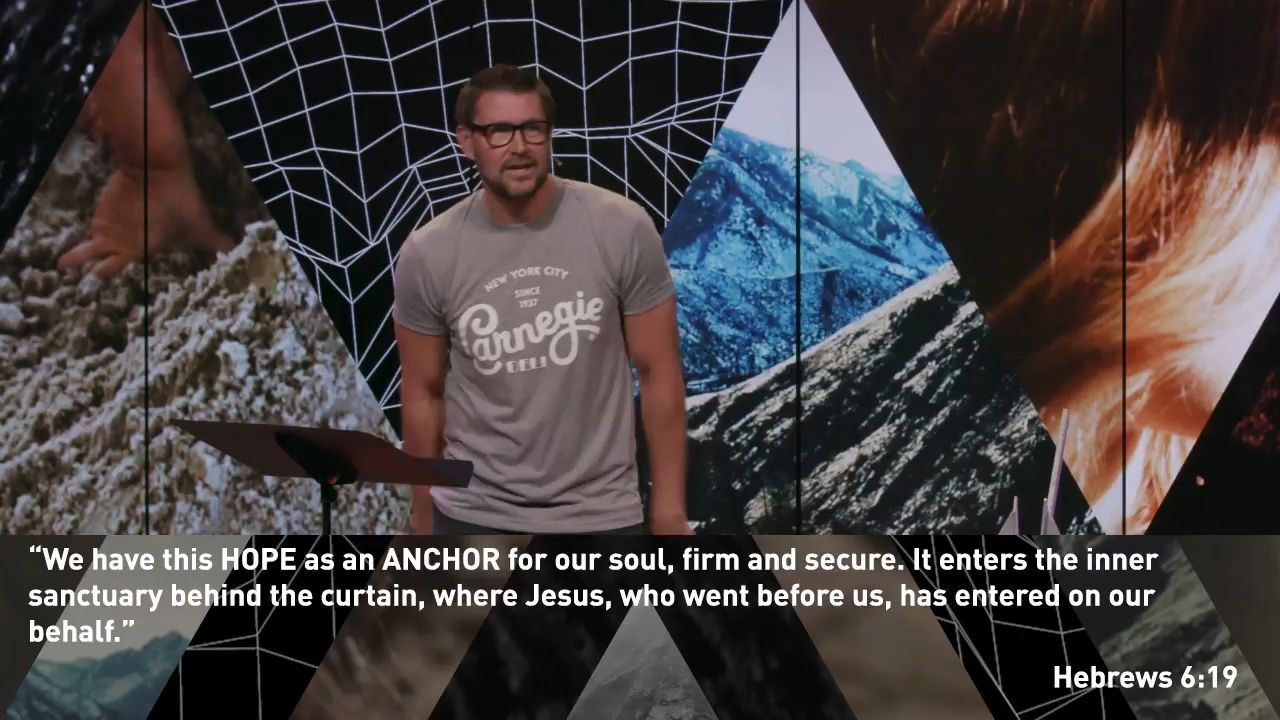 NEW YORK CITY
SINCE
1937
Carnegie
DELI
“We have this HOPE as an ANCHOR for our soul, firm and secure. It enters the inner
sanctuary behind the curtain, where Jesus, who went before us, has entered on our
behalf.”
Hebrews 6:19